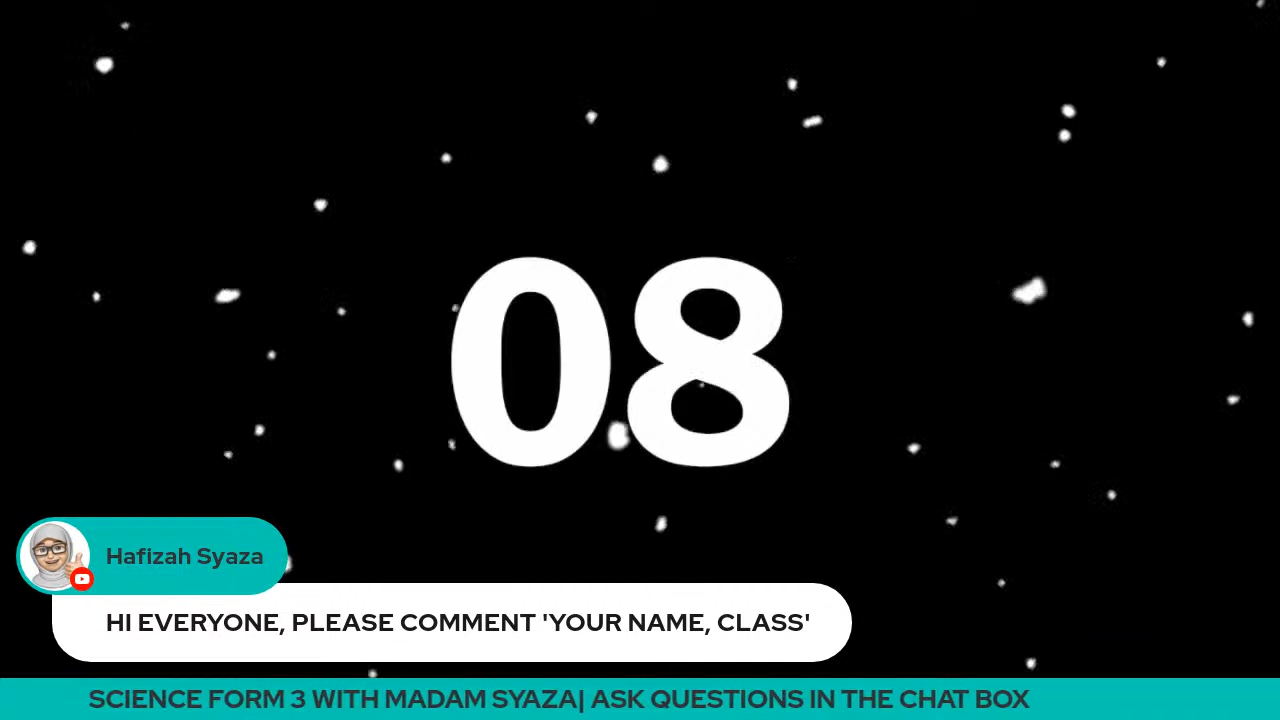 08
Hafizah Syaza
HI EVERYONE, PLEASE COMMENT 'YOUR NAME, CLASS'
SCIENCE FORM 3 WITH MADAM SYAZA| ASK QUESTIONS IN THE CHAT BOX